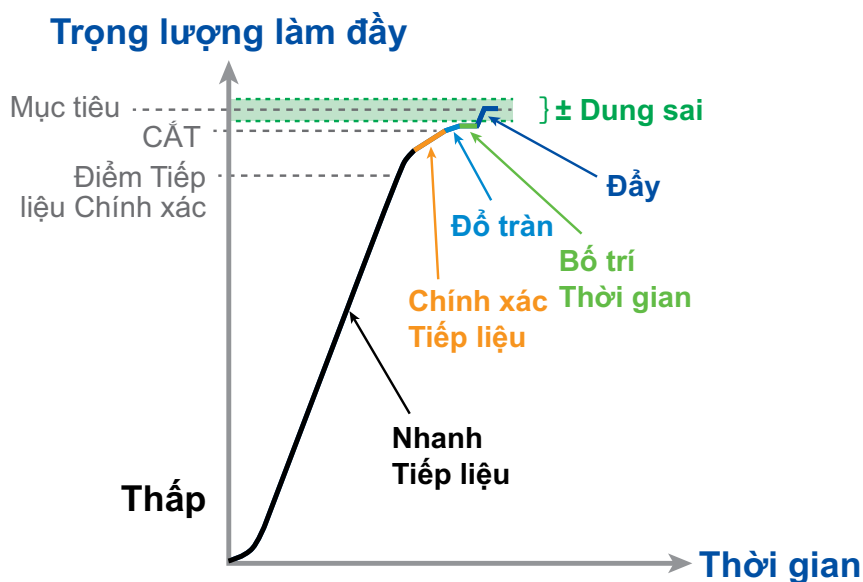 Trọng lượng làm đầy
Mục tiêu
} ± Dung sai
CẮT
Điểm Tiếp
liệu Chính xác
Đẩy
Đổ tràn
Bố trí
Thời gian
Chính xác
Tiếp liệu
Nhanh
Tiếp liệu
Thấp
Thời gian